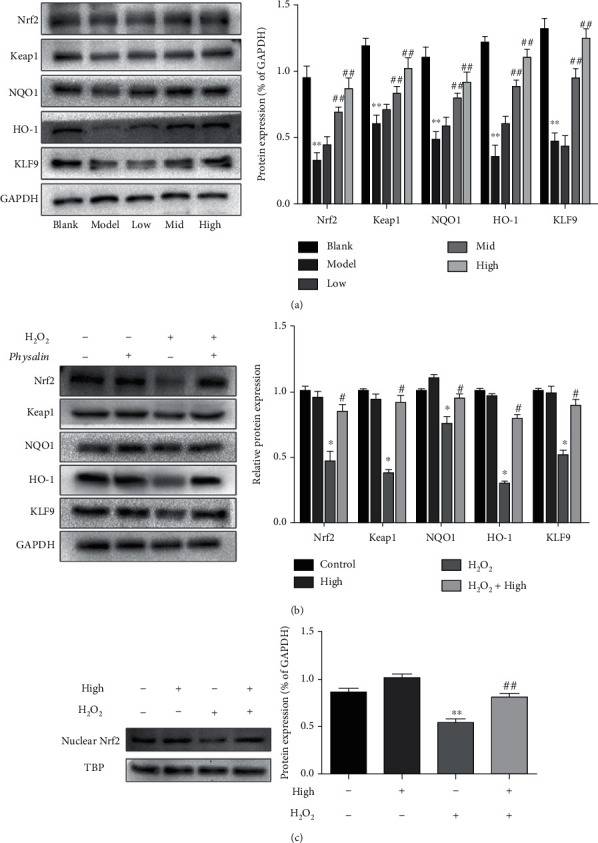 Nrf2
Keap1
NQO1
HO-1
KLF9
GAPDH
Blank Model Low Mid High
Protein expression (% of GAPDH)
1.5
1.0
0.5
0.0
** ## ##
** ## ##
** ## ##
** ## ##
** ## ##
Nrf2 Keap1 NQO1 HO-1 KLF9
Blank
Model
Low
Mid
High
(a)
H2O2 – – + +
Physalin – + – +
Nrf2
Keap1
NQO1
HO-1
KLF9
GAPDH
Relative protein expression
1.5
1.0
0.5
0.0
* #
* #
* #
* #
* #
Nrf2 Keap1 NQO1 HO-1 KLF9
Control
High
H2O2
H2O2 + High
(b)
High – + – +
H2O2 – – + +
Nuclear Nrf2
TBP
Protein expression (% of GAPDH)
1.5
1.0
0.5
0.0
** ##
High – + – +
H2O2 – – + +
(c)